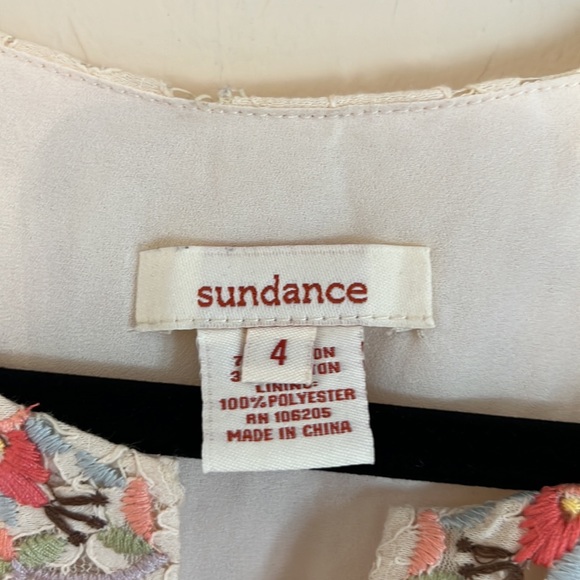 sundance
4
LINING:
100% POLYESTER
RN 106205
MADE IN CHINA